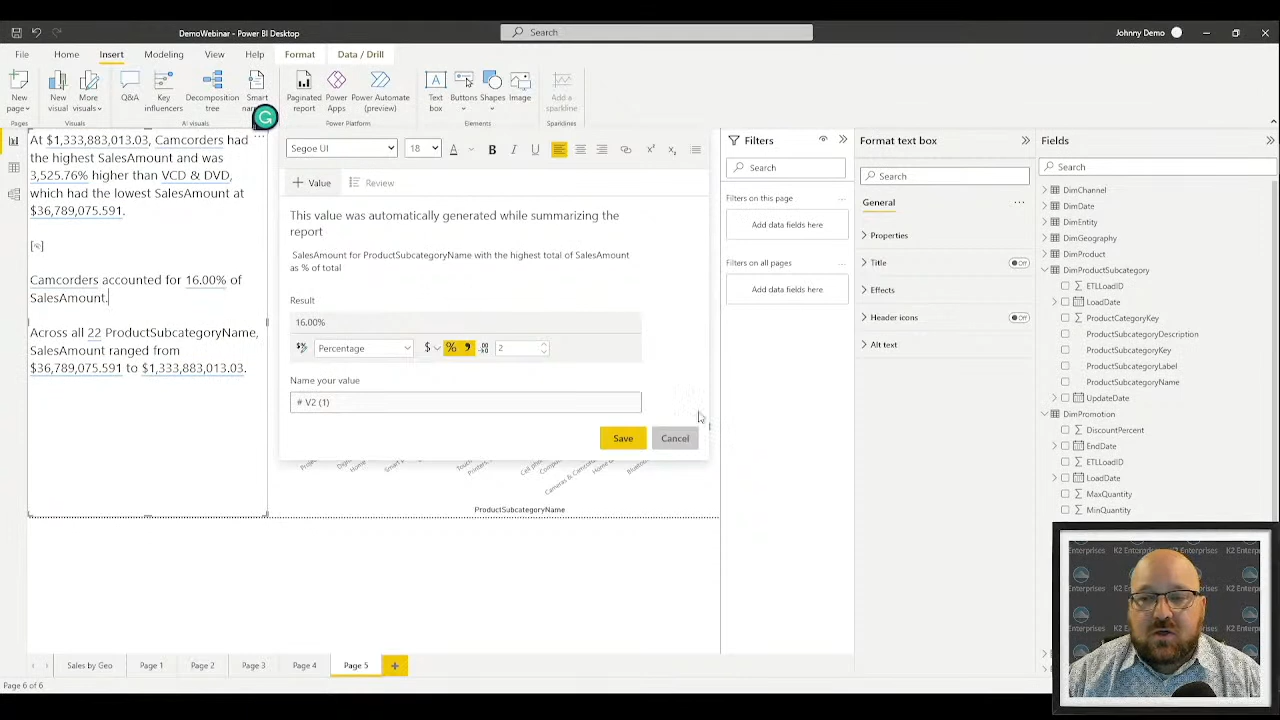 DemoWebinar - Power BI Desktop
Search
Johnny Demo
File Home Insert Modeling View Help Format Data / Drill
New page
New visual
More visuals
Q&A
Key influencers
Decomposition tree
Smart
Paginated report
Power Apps
Power Automate (preview)
Text box
Buttons
Shapes
Image
Add a sparkline
Pages
Visuals
AI visuals
Power Platform
Elements
Sparklines
At $1,333,883,013.03, Camcorders had
the highest SalesAmount and was
3,525.76% higher than VCD & DVD,
which had the lowest SalesAmount at
$36,789,075.591.
Camcorders accounted for 16.00% of
SalesAmount.
Across all 22 ProductSubcategoryName,
SalesAmount ranged from
$36,789,075.591 to $1,333,883,013.03.
Segoe UI
18
+ Value
Review
This value was automatically generated while summarizing the
report
SalesAmount for ProductSubcategoryName with the highest total of SalesAmount
as % of total
Result
16.00%
Percentage
2
Name your value
# V2 (1)
Save
Cancel
ProductSubcategoryName
Filters
Search
Filters on this page
Add data fields here
Filters on all pages
Add data fields here
Format text box
Search
General
Properties
Title
Off
Effects
Header icons
Off
Alt text
Fields
Search
DimChannel
DimDate
DimEntity
DimGeography
DimProduct
DimProductSubcategory
ETLLoadID
LoadDate
ProductCategoryKey
ProductSubcategoryDescription
ProductSubcategoryKey
ProductSubcategoryLabel
ProductSubcategoryName
UpdateDate
DimPromotion
DiscountPercent
EndDate
ETLLoadID
LoadDate
MaxQuantity
MinQuantity
Enterprises K2 Enterprises K2 E
Sales by Geo
Page 1
Page 2
Page 3
Page 4
Page 5
Page 6 of 6